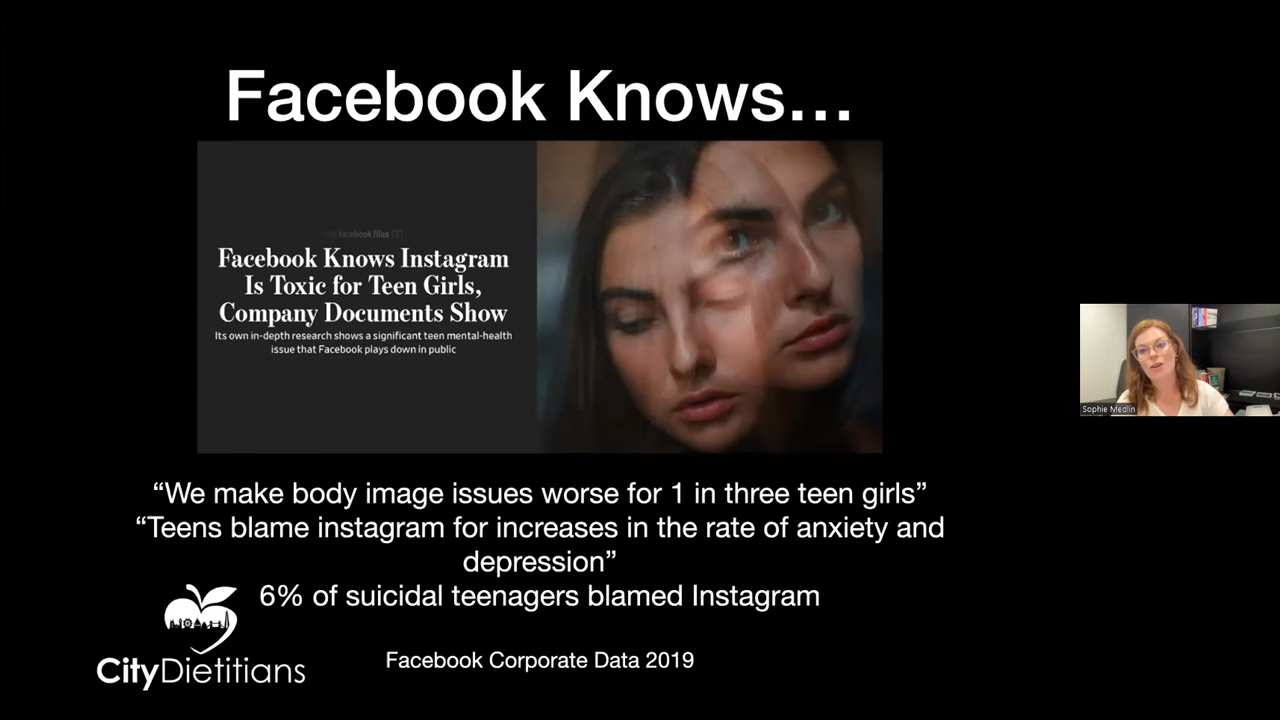 Facebook Knows...
facebook files
Facebook Knows Instagram
Is Toxic for Teen Girls,
Company Documents Show
Its own in-depth research shows a significant teen mental-health
issue that Facebook plays down in public
Sophie Medlin
“We make body image issues worse for 1 in three teen girls”
“Teens blame instagram for increases in the rate of anxiety and
depression”
6% of suicidal teenagers blamed Instagram
CityDietitians
Facebook Corporate Data 2019